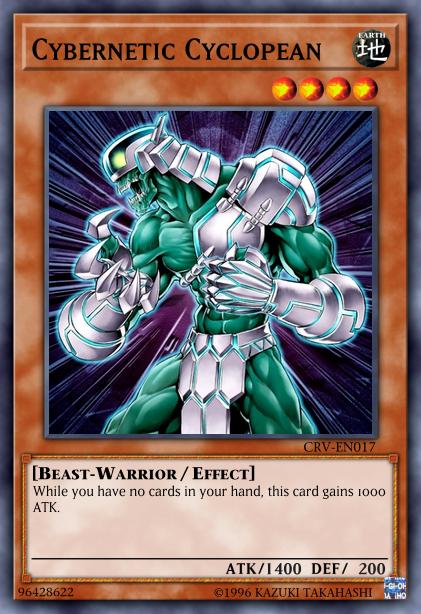 Cybernetic Cyclopean
EARTH
地
CRV-EN017
[Beast-Warrior / Effect]
While you have no cards in your hand, this card gains 1000
ATK.
ATK/1400 DEF/ 200
96428622
©1996 KAZUKI TAKAHASHI